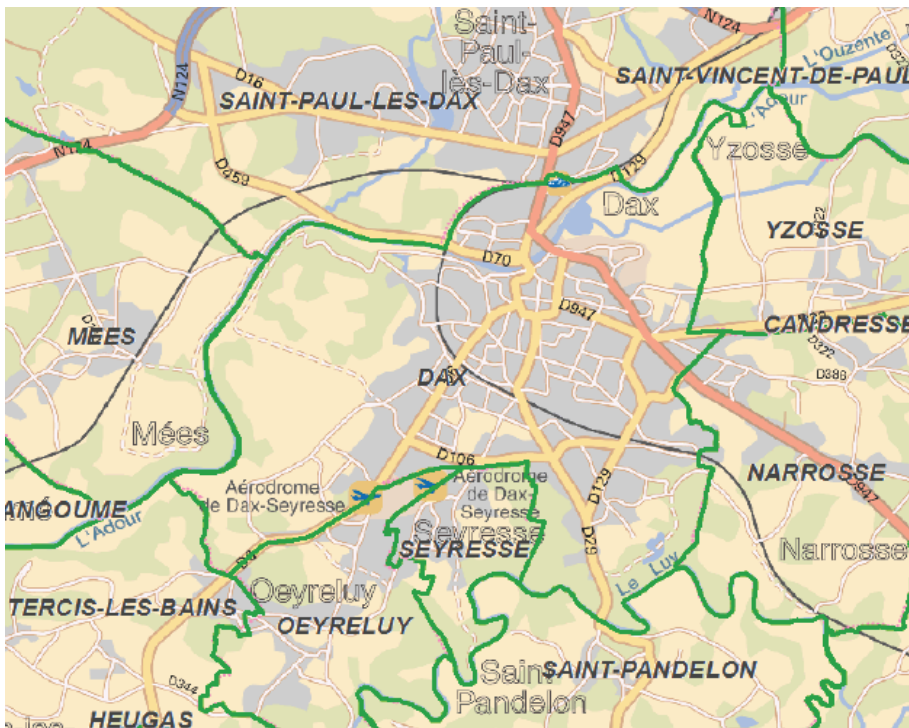 Saint-
Paul-
lès-Dax
N124
D16
N124
SAINT-PAUL-LES-DAX
D947
L'Ouzente
SAINT-VINCENT-DE-PAUL
L'Adour
N124
D459
D129
Yzosse
Dax
YZOSSE
D70
D947
CANDRESSE
MEES
D322
D386
DAX
Mées
D106
NARROSSE
D947
Aérodrome
de Dax-Seyresse
Aérodrome
de Dax-
Seyresse
D129
ANGOUME
L'Adour
Seyresse
SEYRESSE
D29
Narrosse
D6
Le Luy
Oeyreluy
TERCIS-LES-BAINS
OEYRELUY
Saint-
Pandelon
SAINT-PANDELON
D344
HEUGAS